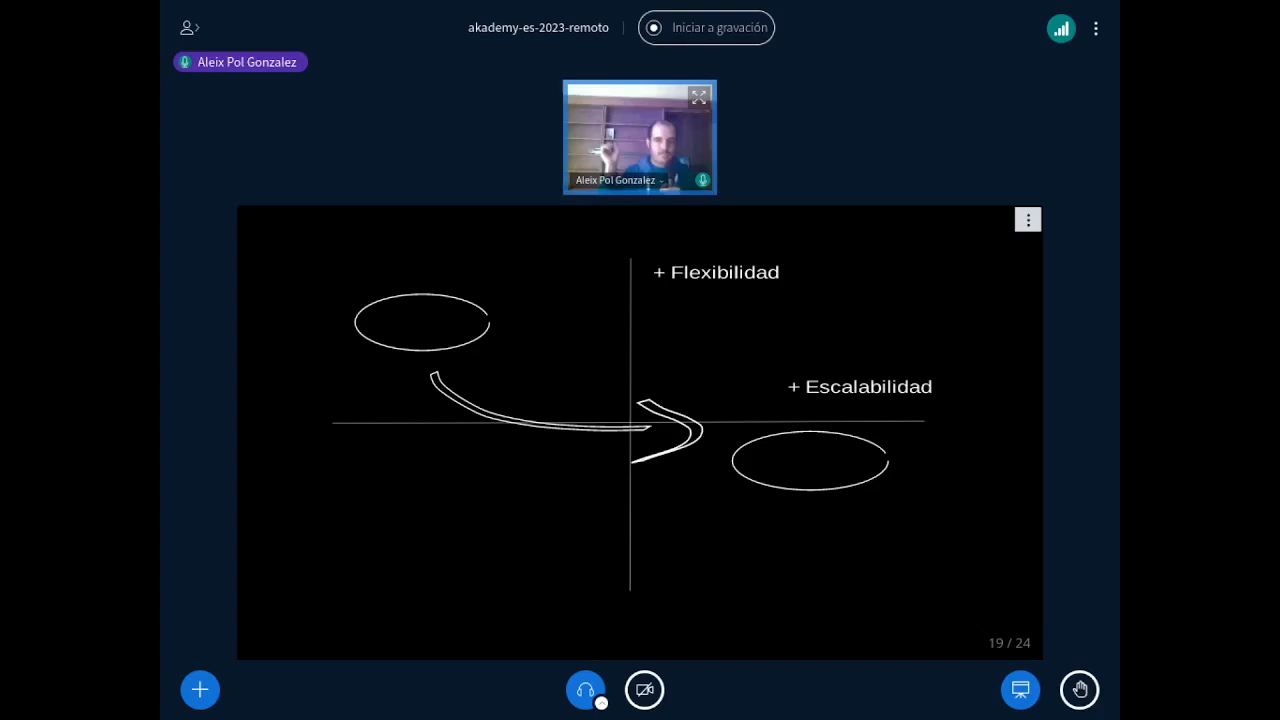 akademy-es-2023-remoto
Iniciar a gravación
Aleix Pol Gonzalez
Aleix Pol Gonzalez
+ Flexibilidad
+ Escalabilidad
19 / 24